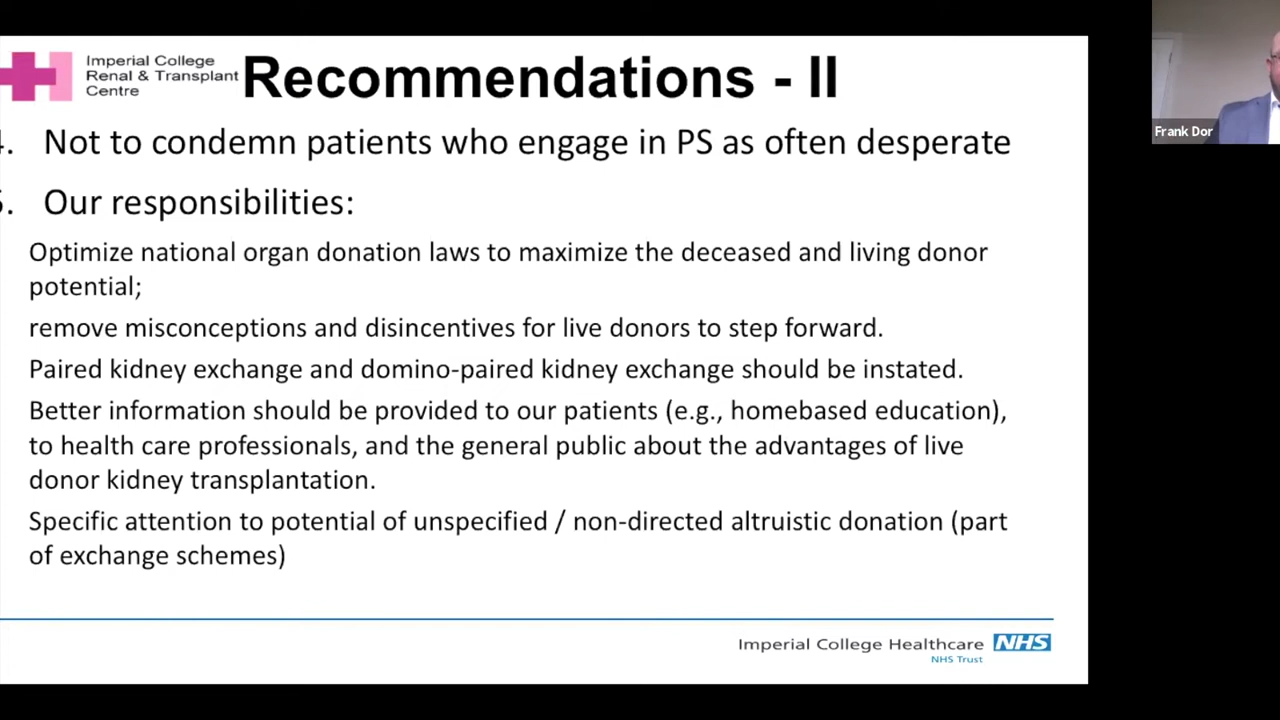 Imperial College
Renal & Transplant
Centre
Recommendations - II
4. Not to condemn patients who engage in PS as often desperate
5. Our responsibilities:
Optimize national organ donation laws to maximize the deceased and living donor
potential;
remove misconceptions and disincentives for live donors to step forward.
Paired kidney exchange and domino-paired kidney exchange should be instated.
Better information should be provided to our patients (e.g., homebased education),
to health care professionals, and the general public about the advantages of live
donor kidney transplantation.
Specific attention to potential of unspecified / non-directed altruistic donation (part
of exchange schemes)
Imperial College Healthcare NHS
NHS Trust
Frank Dor